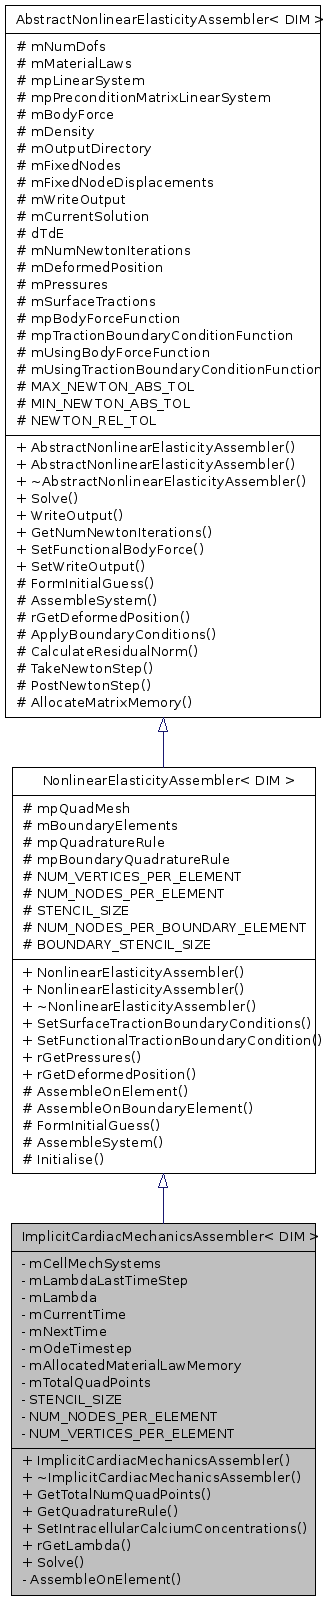 AbstractNonlinearElasticityAssembler< DIM >
# mNumDofs
# mMaterialLaws
# mpLinearSystem
# mpPreconditionMatrixLinearSystem
# mBodyForce
# mDensity
# mOutputDirectory
# mFixedNodes
# mFixedNodeDisplacements
# mWriteOutput
# mCurrentSolution
# dTdE
# mNumNewtonIterations
# mDeformedPosition
# mPressures
# mSurfaceTractions
# mpBodyForceFunction
# mpTractionBoundaryConditionFunction
# mUsingBodyForceFunction
# mUsingTractionBoundaryConditionFunction
# MAX_NEWTON_ABS_TOL
# MIN_NEWTON_ABS_TOL
# NEWTON_REL_TOL
+ AbstractNonlinearElasticityAssembler()
+ AbstractNonlinearElasticityAssembler()
+ ~AbstractNonlinearElasticityAssembler()
+ Solve()
+ WriteOutput()
+ GetNumNewtonIterations()
+ SetFunctionalBodyForce()
+ SetWriteOutput()
# FormInitialGuess()
# AssembleSystem()
# rGetDeformedPosition()
# ApplyBoundaryConditions()
# CalculateResidualNorm()
# TakeNewtonStep()
# PostNewtonStep()
# AllocateMatrixMemory()
NonlinearElasticityAssembler< DIM >
# mpQuadMesh
# mBoundaryElements
# mpQuadratureRule
# mpBoundaryQuadratureRule
# NUM_VERTICES_PER_ELEMENT
# NUM_NODES_PER_ELEMENT
# STENCIL_SIZE
# NUM_NODES_PER_BOUNDARY_ELEMENT
# BOUNDARY_STENCIL_SIZE
+ NonlinearElasticityAssembler()
+ NonlinearElasticityAssembler()
+ ~NonlinearElasticityAssembler()
+ SetSurfaceTractionBoundaryConditions()
+ SetFunctionalTractionBoundaryCondition()
+ rGetPressures()
+ rGetDeformedPosition()
# AssembleOnElement()
# AssembleOnBoundaryElement()
# FormInitialGuess()
# AssembleSystem()
# Initialise()
ImplicitCardiacMechanicsAssembler< DIM >
- mCellMechSystems
- mLambdaLastTimeStep
- mLambda
- mCurrentTime
- mNextTime
- mOdeTimestep
- mAllocatedMaterialLawMemory
- mTotalQuadPoints
- STENCIL_SIZE
- NUM_NODES_PER_ELEMENT
- NUM_VERTICES_PER_ELEMENT
+ ImplicitCardiacMechanicsAssembler()
+ ~ImplicitCardiacMechanicsAssembler()
+ GetTotalNumQuadPoints()
+ GetQuadratureRule()
+ SetIntracellularCalciumConcentrations()
+ rGetLambda()
+ Solve()
- AssembleOnElement()